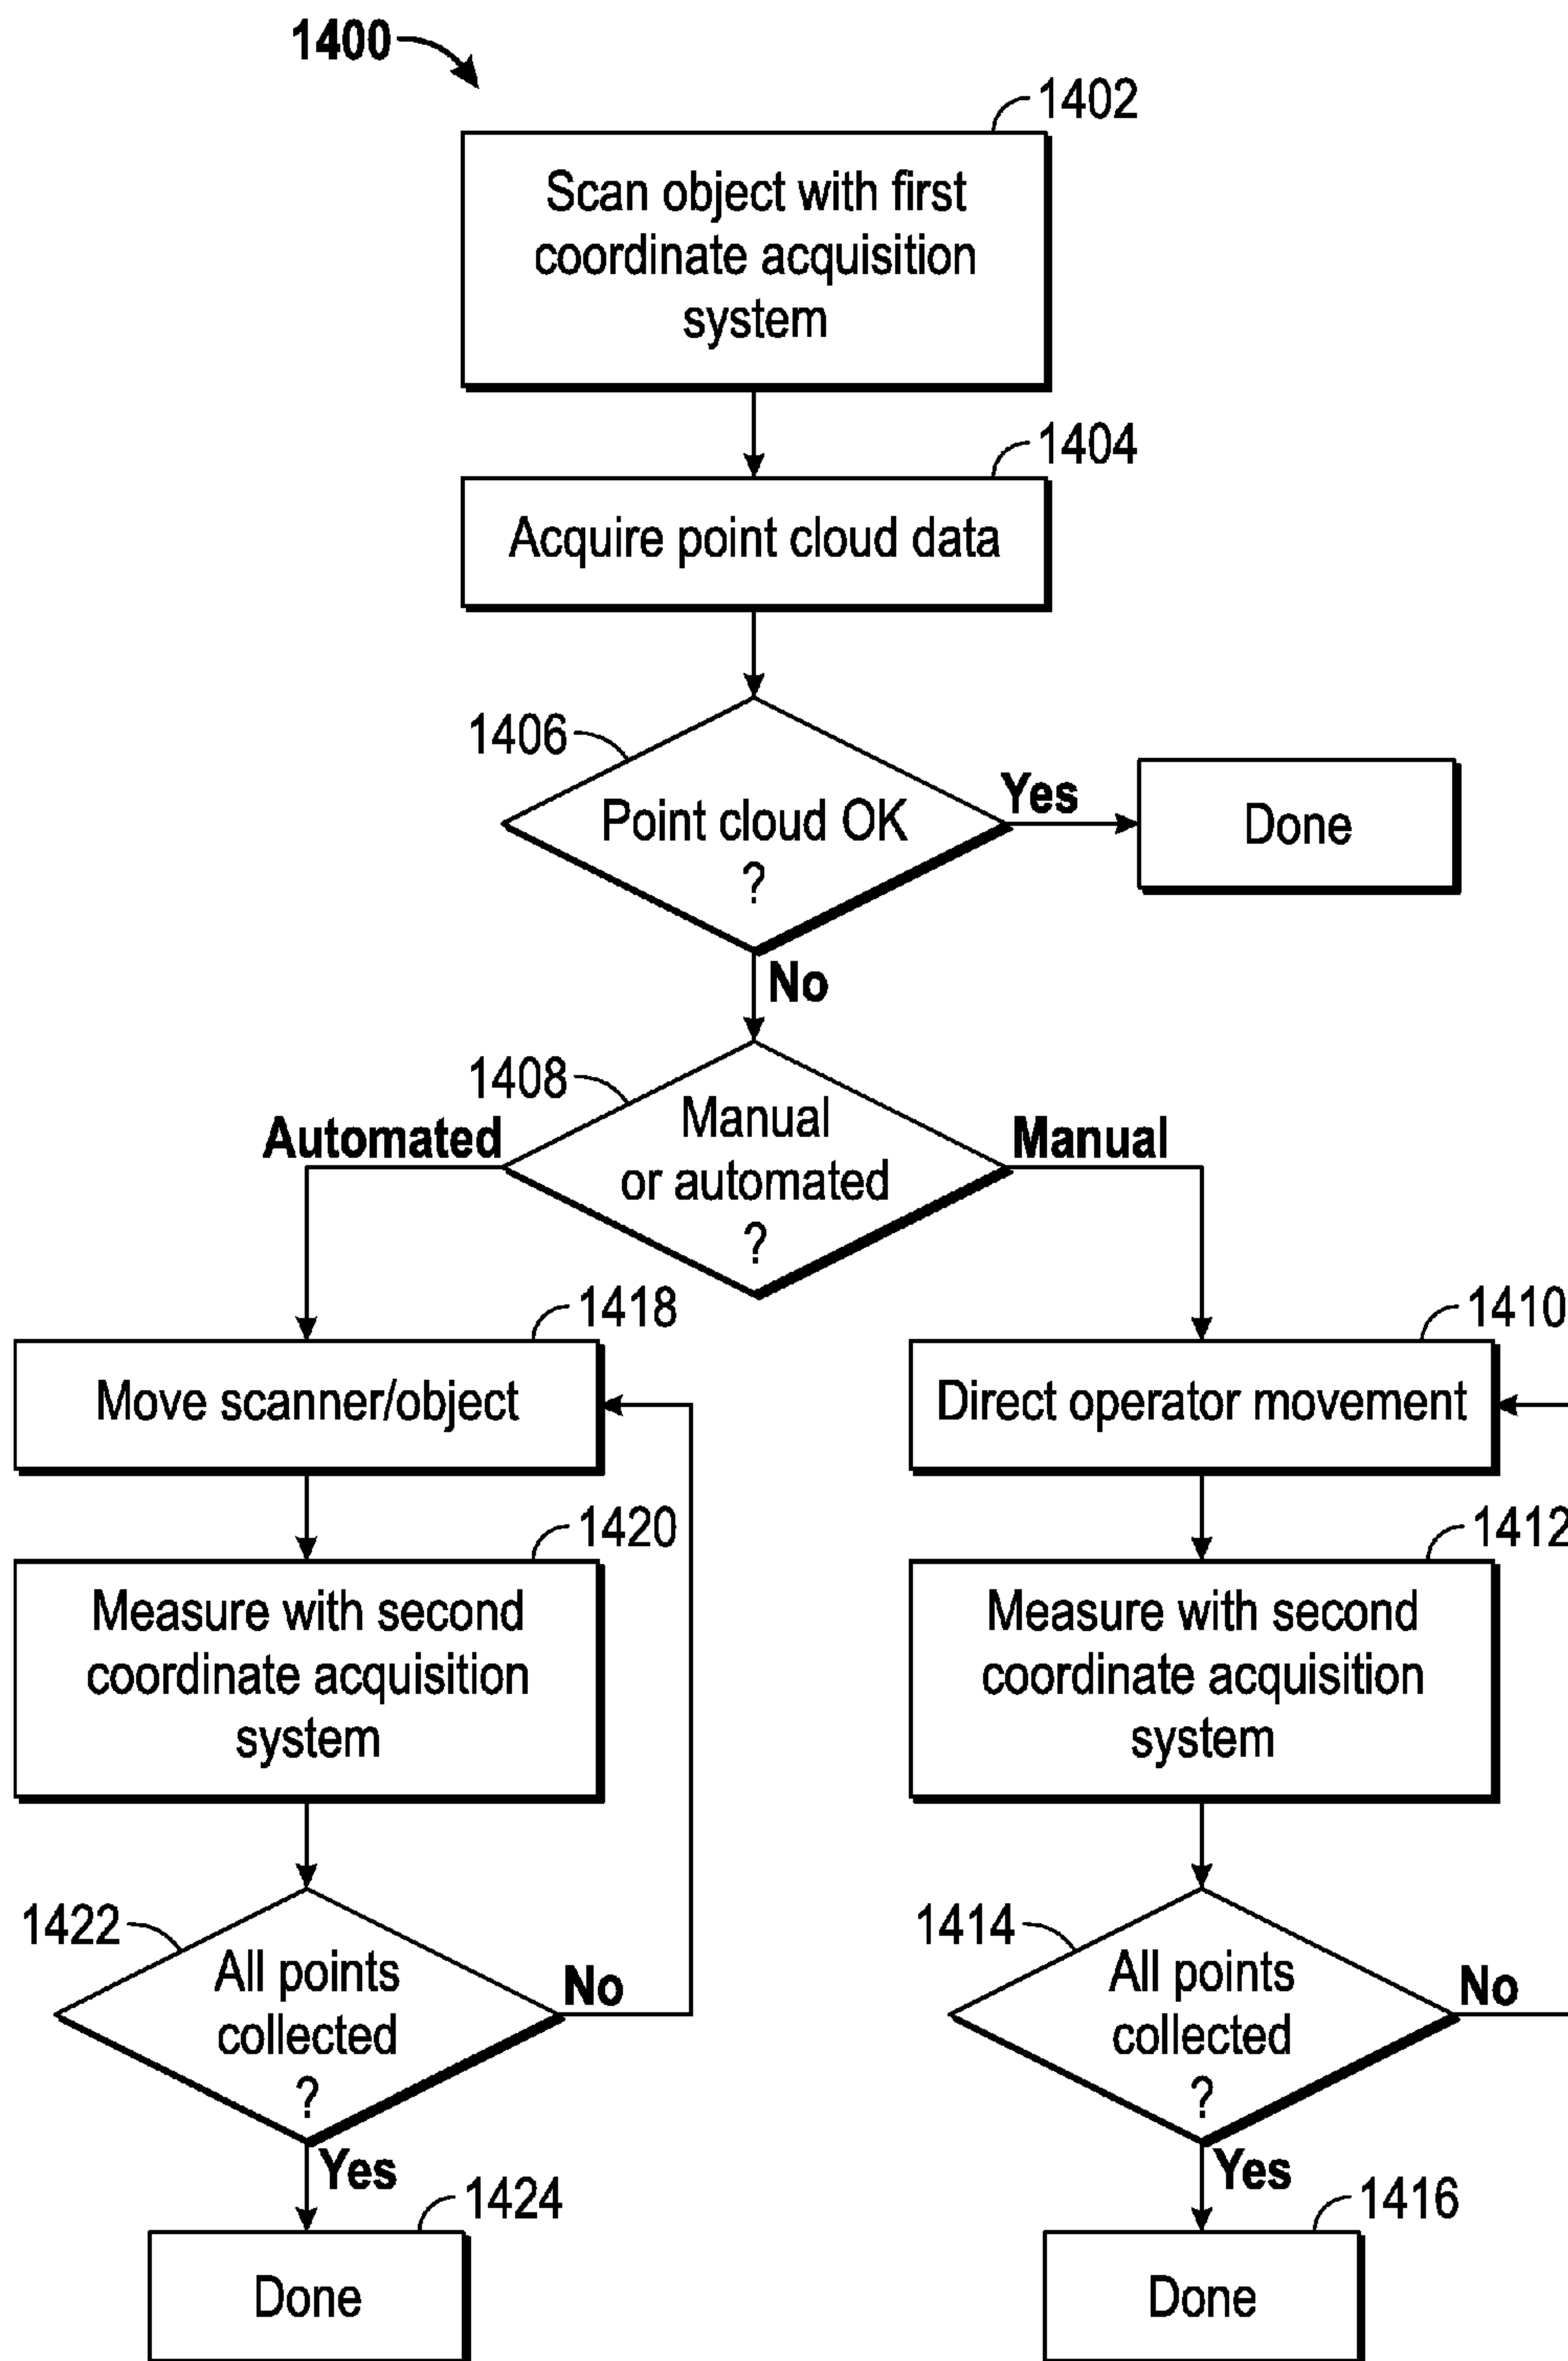 1400
1402
Scan object with first
coordinate acquisition
system
1404
Acquire point cloud data
1406
Point cloud OK
?
Yes
Done
No
1408
Manual
or automated
?
Automated
Manual
1418
Move scanner/object
1410
Direct operator movement
1420
Measure with second
coordinate acquisition
system
1412
Measure with second
coordinate acquisition
system
1422
All points
collected
?
No
1414
All points
collected
?
No
Yes
1424
Done
Yes
1416
Done